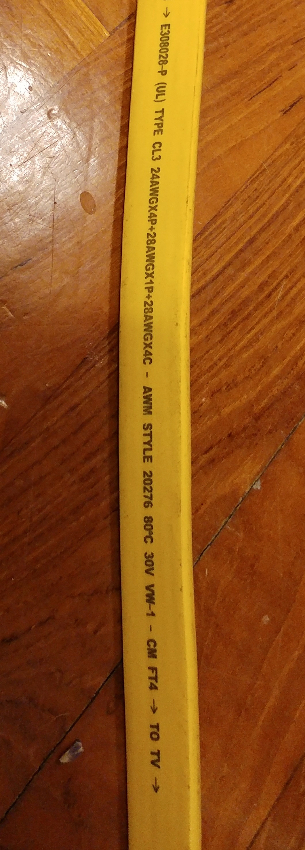 → E308028-P (UL) TYPE CL3 24AWGX4P+28AWGX1P+28AWGX4C - AWM STYLE 20276 80°C 30V VW-1 - CM FT4 → TO TV →